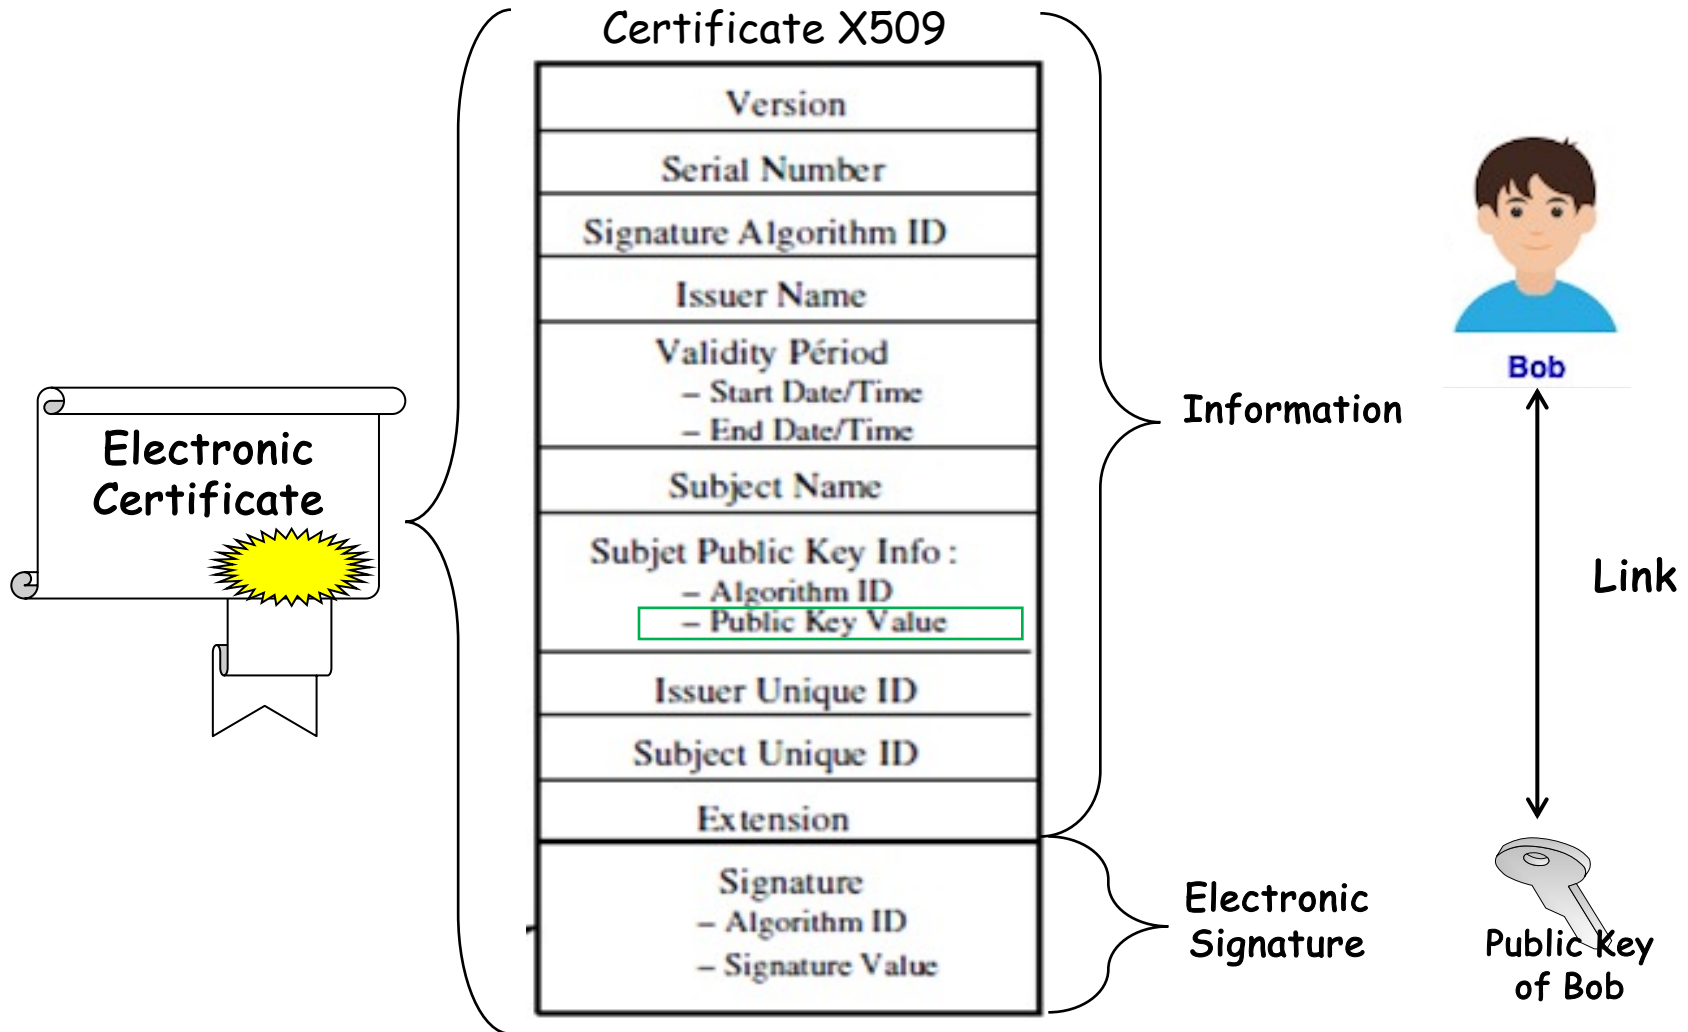 Certificate X509
Version
Serial Number
Signature Algorithm ID
Issuer Name
Validity Périod
– Start Date/Time
– End Date/Time
Subject Name
Subjet Public Key Info :
– Algorithm ID
– Public Key Value
Issuer Unique ID
Subject Unique ID
Extension
Signature
– Algorithm ID
– Signature Value
Electronic
Certificate
Information
Electronic
Signature
Bob
Link
Public Key
of Bob